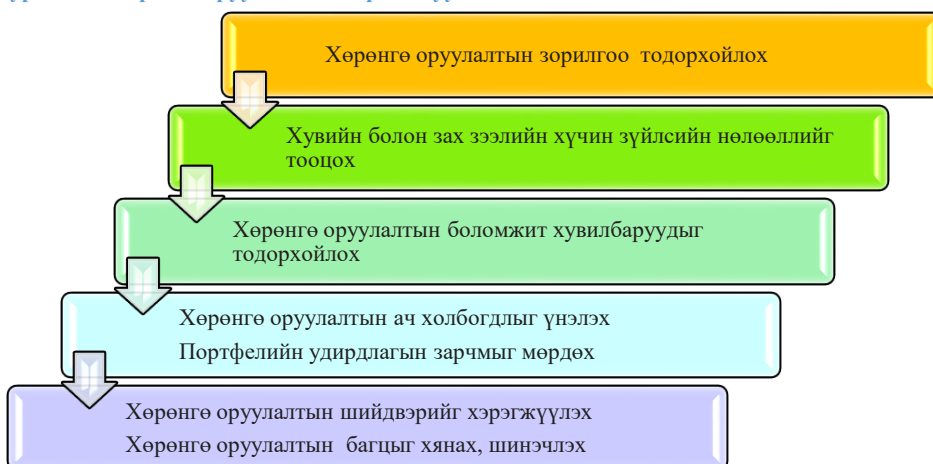 Хөрөнгө оруулалтын зорилгоо тодорхойлох
Хувийн болон зах зээлийн хүчин зүйлсийн нөлөөллийг
тооцох
Хөрөнгө оруулалтын боломжит хувилбаруудыг
тодорхойлох
Хөрөнгө оруулалтын ач холбогдлыг үнэлэх
Портфелийн удирдлагын зарчмыг мөрдөх
Хөрөнгө оруулалтын шийдвэрийг хэрэгжүүлэх
Хөрөнгө оруулалтын багцыг хянах, шинэчлэх